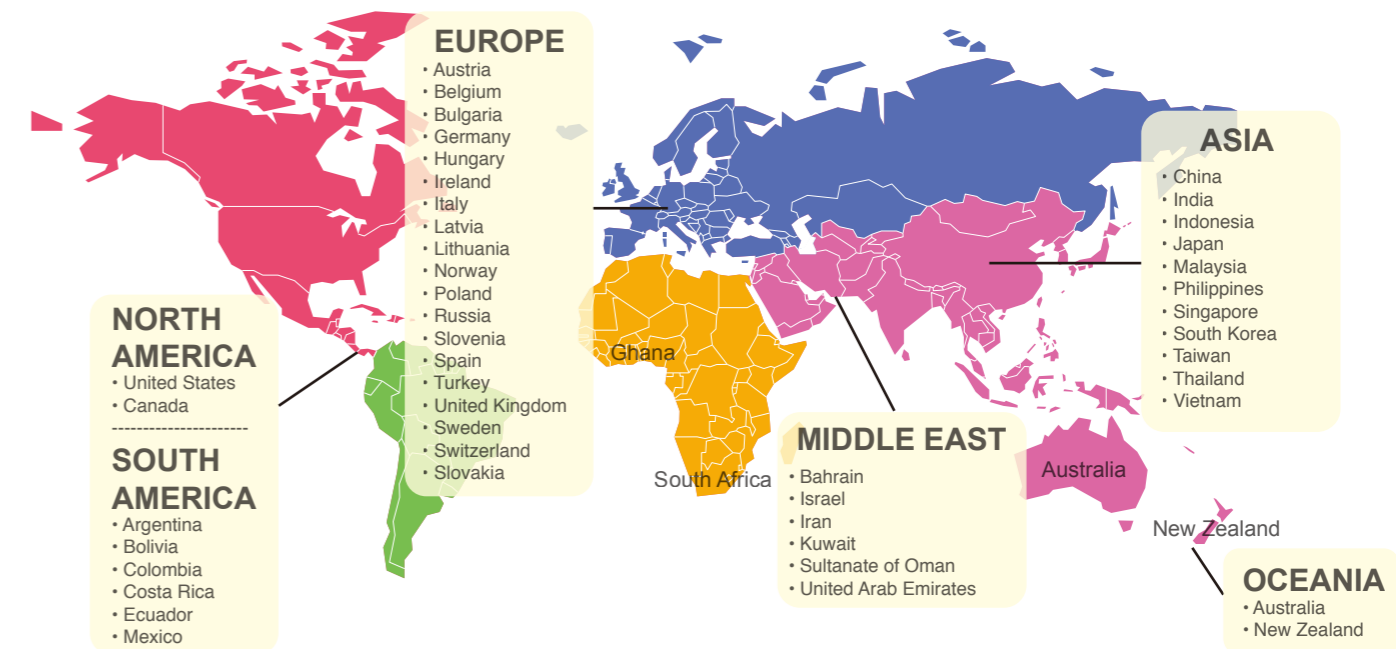 EUROPE
• Austria
• Belgium
• Bulgaria
• Germany
• Hungary
• Ireland
• Italy
• Latvia
• Lithuania
• Norway
• Poland
• Russia
• Slovenia
• Spain
• Turkey
• United Kingdom
• Sweden
• Switzerland
• Slovakia
ASIA
• China
• India
• Indonesia
• Japan
• Malaysia
• Philippines
• Singapore
• South Korea
• Taiwan
• Thailand
• Vietnam
NORTH
AMERICA
• United States
• Canada
----------------------
SOUTH
AMERICA
• Argentina
• Bolivia
• Colombia
• Costa Rica
• Ecuador
• Mexico
Ghana
South Africa
MIDDLE EAST
• Bahrain
• Israel
• Iran
• Kuwait
• Sultanate of Oman
• United Arab Emirates
Australia
New Zealand
OCEANIA
• Australia
• New Zealand